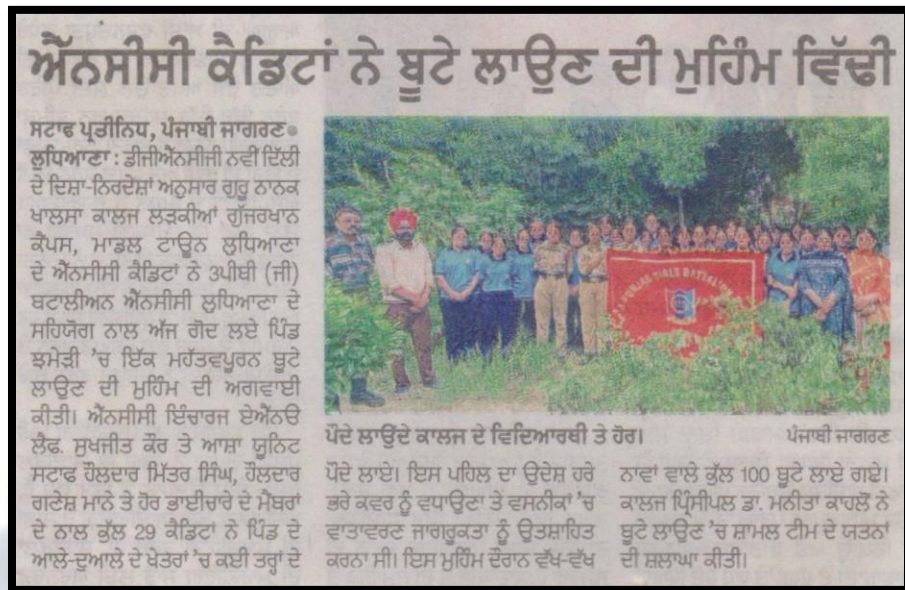 ਐੱਨਸੀਸੀ ਕੈਡਿਟਾਂ ਨੇ ਬੂਟੇ ਲਾਉਣ ਦੀ ਮੁਹਿੰਮ ਵਿੱਢੀ
ਸਟਾਫ ਪ੍ਰਤੀਨਿਧ, ਪੰਜਾਬੀ ਜਾਗਰਣ•
ਲੁਧਿਆਣਾ : ਡੀਜੀਐੱਨਸੀਜੀ ਨਵੀਂ ਦਿੱਲੀ
ਦੇ ਦਿਸ਼ਾ-ਨਿਰਦੇਸ਼ਾਂ ਅਨੁਸਾਰ ਗੁਰੂ ਨਾਨਕ
ਖਾਲਸਾ ਕਾਲਜ ਲੜਕੀਆਂ ਗੁੱਜਰਖਾਨ
ਕੈਂਪਸ, ਮਾਡਲ ਟਾਊਨ ਲੁਧਿਆਣਾ
ਦੇ ਐੱਨਸੀਸੀ ਕੈਡਿਟਾਂ ਨੇ 3ਪੀਬੀ (ਜੀ)
ਬਟਾਲੀਅਨ ਐੱਨਸੀਸੀ ਲੁਧਿਆਣਾ ਦੇ
ਸਹਿਯੋਗ ਨਾਲ ਅੱਜ ਗੋਦ ਲਏ ਪਿੰਡ
ਝਮੇੜੀ 'ਚ ਇੱਕ ਮਹੱਤਵਪੂਰਨ ਬੂਟੇ
ਲਾਉਣ ਦੀ ਮੁਹਿੰਮ ਦੀ ਅਗਵਾਈ
ਕੀਤੀ। ਐੱਨਸੀਸੀ ਇੰਚਾਰਜ ਏਐੱਨਓ
ਲੈਫ. ਸੁਖਜੀਤ ਕੌਰ ਤੇ ਆਸ਼ਾ ਯੂਨਿਟ
ਸਟਾਫ ਹੌਲਦਾਰ ਮਿੱਤਰ ਸਿੰਘ, ਹੌਲਦਾਰ
ਗਣੇਸ਼ ਮਾਨੇ ਤੇ ਹੋਰ ਭਾਈਚਾਰੇ ਦੇ ਮੈਂਬਰਾਂ
ਦੇ ਨਾਲ ਕੁੱਲ 29 ਕੈਡਿਟਾਂ ਨੇ ਪਿੰਡ ਦੇ
ਆਲੇ-ਦੁਆਲੇ ਦੇ ਖੇਤਰਾਂ 'ਚ ਕਈ ਤਰ੍ਹਾਂ ਦੇ
PUNJAB GIRLS BATTALION
ਪੌਦੇ ਲਾਉਂਦੇ ਕਾਲਜ ਦੇ ਵਿਦਿਆਰਥੀ ਤੇ ਹੋਰ।
ਪੰਜਾਬੀ ਜਾਗਰਣ
ਪੌਦੇ ਲਾਏ। ਇਸ ਪਹਿਲ ਦਾ ਉਦੇਸ਼ ਹਰੇ
ਭਰੇ ਕਵਰ ਨੂੰ ਵਧਾਉਣਾ ਤੇ ਵਸਨੀਕਾਂ 'ਚ
ਵਾਤਾਵਰਣ ਜਾਗਰੂਕਤਾ ਨੂੰ ਉਤਸ਼ਾਹਿਤ
ਕਰਨਾ ਸੀ। ਇਸ ਮੁਹਿੰਮ ਦੌਰਾਨ ਵੱਖ-ਵੱਖ
ਨਾਵਾਂ ਵਾਲੇ ਕੁੱਲ 100 ਬੂਟੇ ਲਾਏ ਗਏ।
ਕਾਲਜ ਪ੍ਰਿੰਸੀਪਲ ਡਾ. ਮਨੀਤਾ ਕਾਹਲੋਂ ਨੇ
ਬੂਟੇ ਲਾਉਣ 'ਚ ਸ਼ਾਮਲ ਟੀਮ ਦੇ ਯਤਨਾਂ
ਦੀ ਸ਼ਲਾਘਾ ਕੀਤੀ।